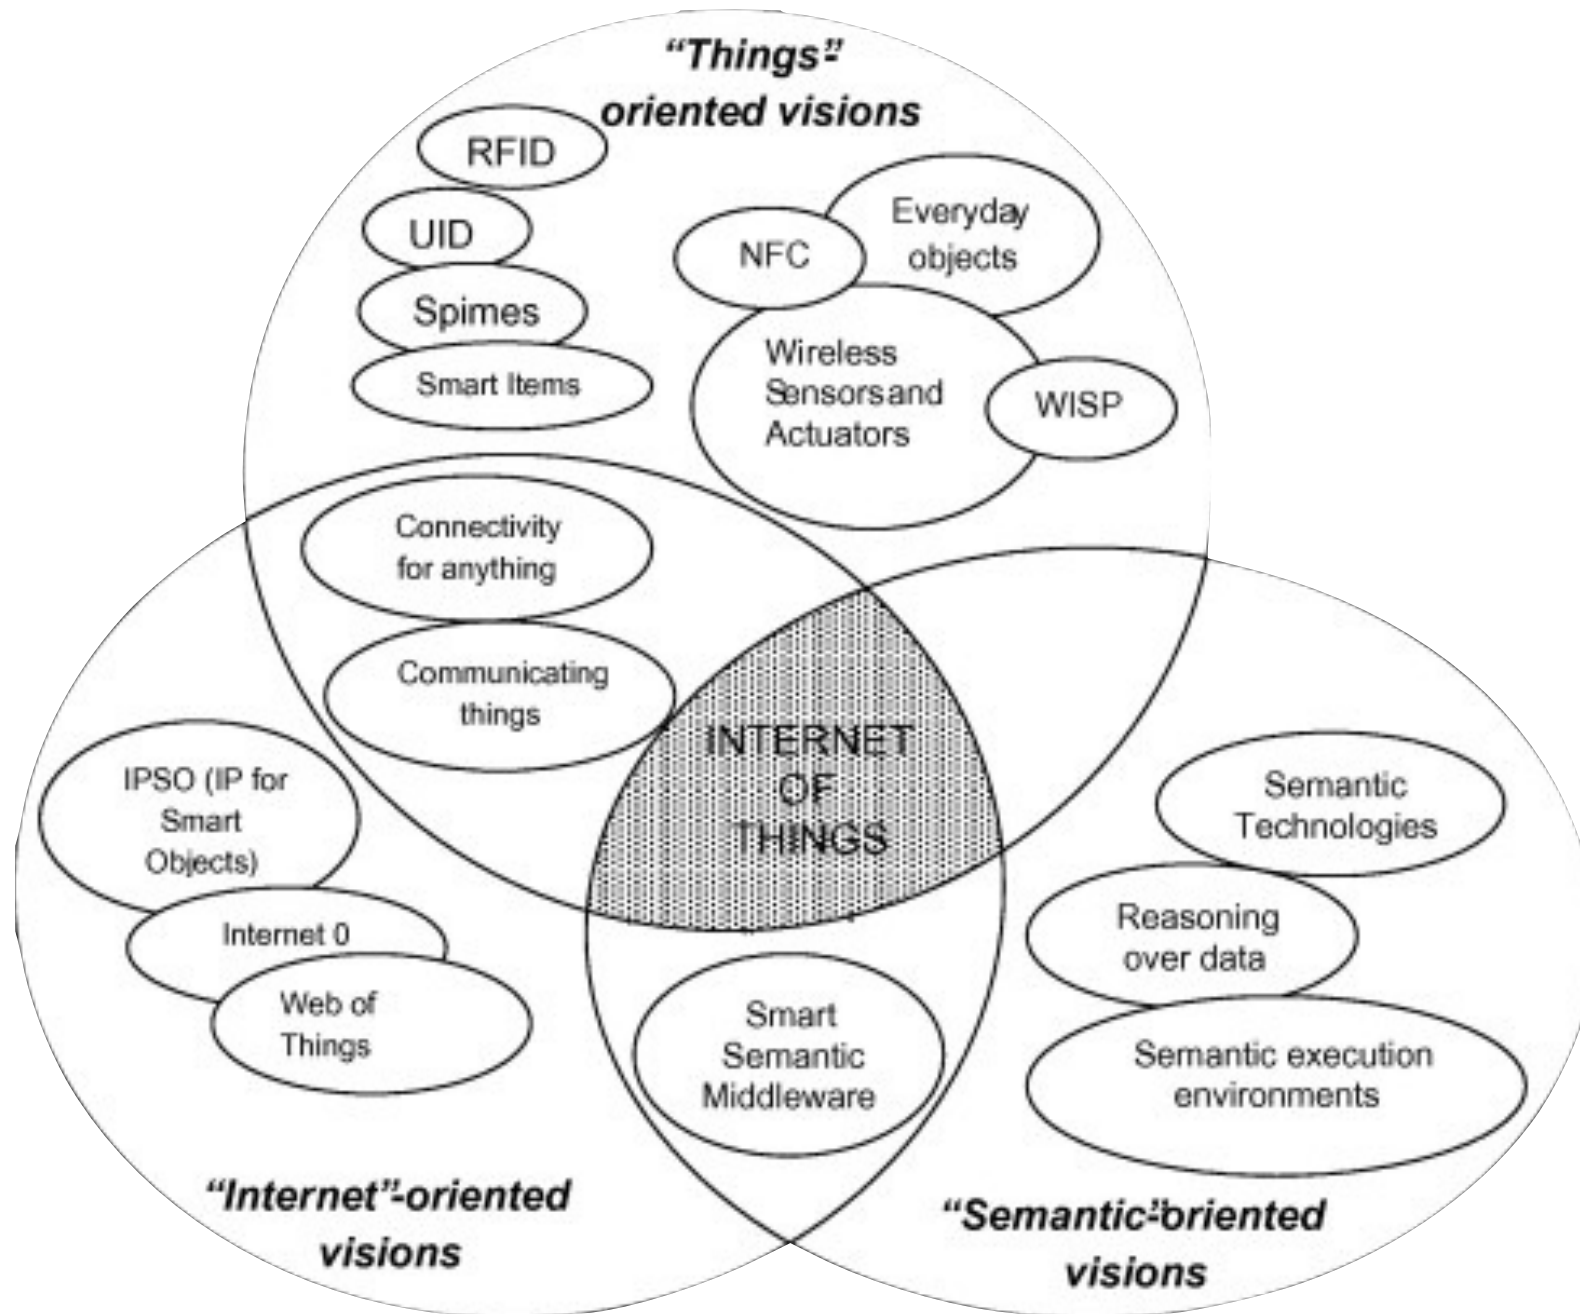 “Things”-
oriented visions
RFID
UID
Spimes
Smart Items
NFC
Everyday
objects
Wireless
Sensors and
Actuators
WISP
Connectivity
for anything
Communicating
things
INTERNET
OF
THINGS
IPSO (IP for
Smart
Objects)
Internet 0
Web of
Things
Semantic
Technologies
Reasoning
over data
Semantic execution
environments
Smart
Semantic
Middleware
“Internet”-oriented
visions
“Semantic”-oriented
visions